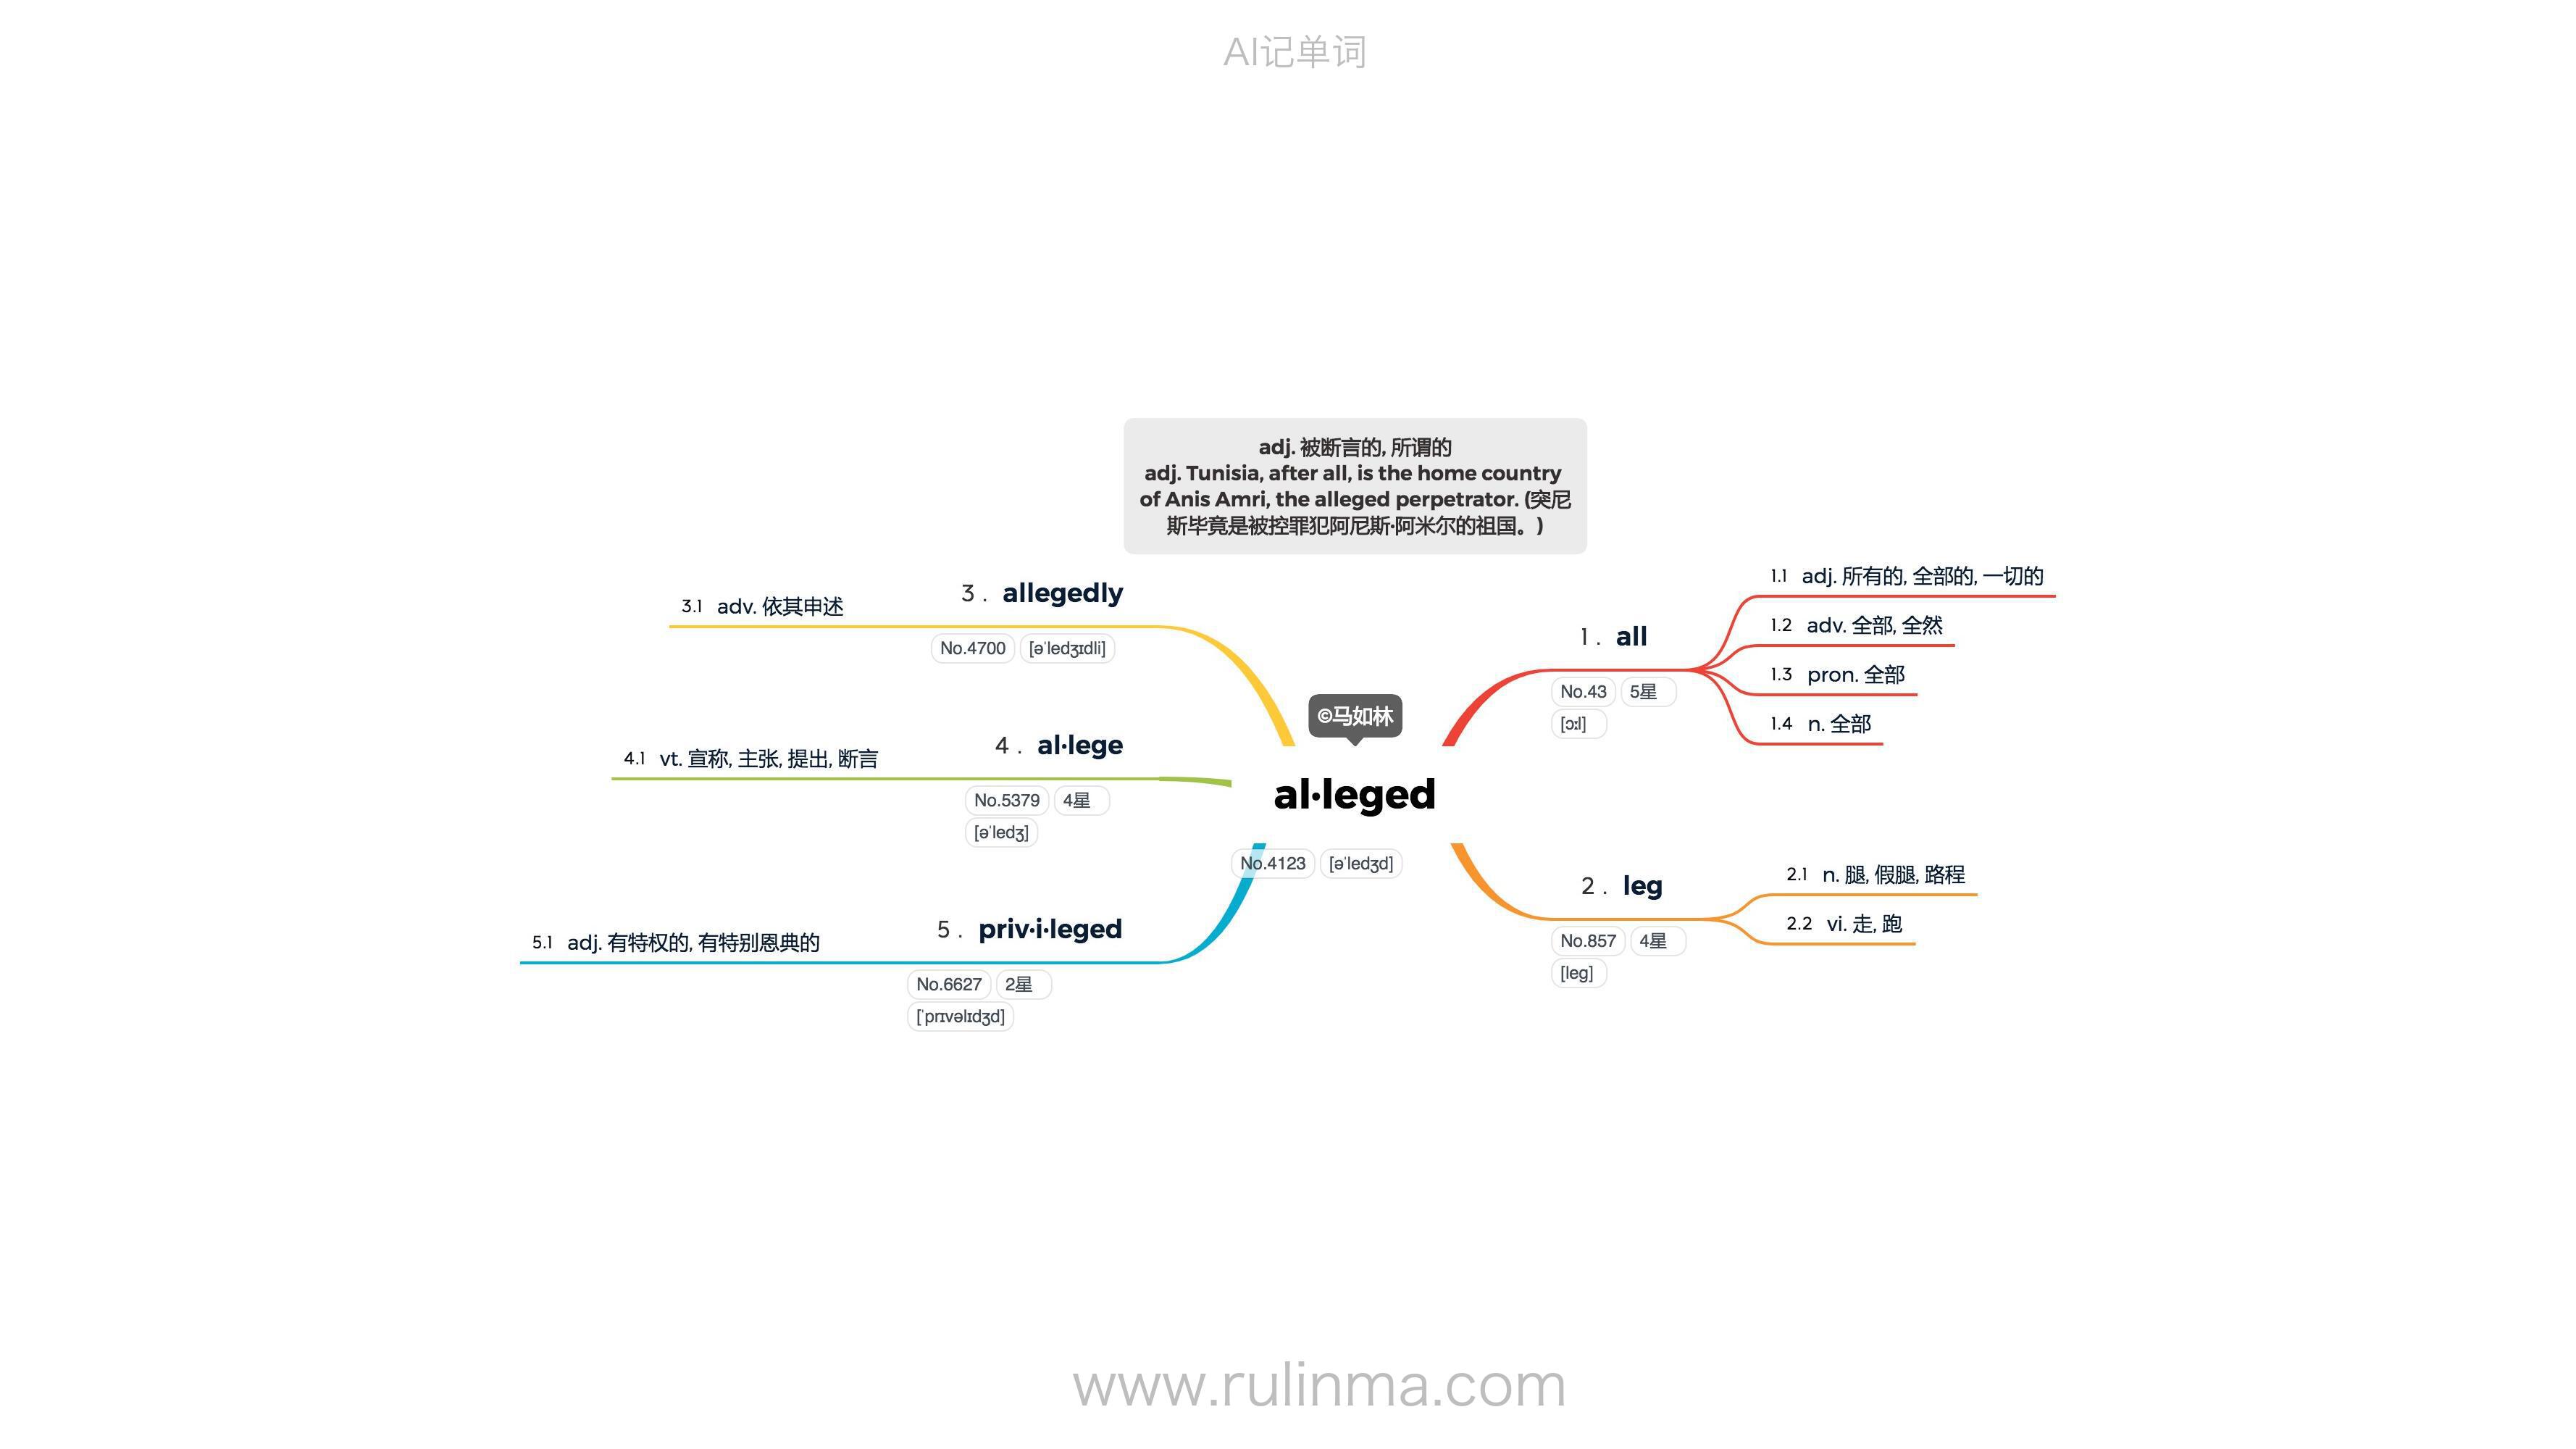 AI记单词
adj. 被断言的, 所谓的
adj. Tunisia, after all, is the home country
of Anis Amri, the alleged perpetrator. (突尼
斯毕竟是被控罪犯阿尼斯·阿米尔的祖国。)
©马如林
al·leged
No.4123 [əˈledʒd]
1 . all
No.43 5星
[ɔːl]
1.1 adj. 所有的, 全部的, 一切的
1.2 adv. 全部, 全然
1.3 pron. 全部
1.4 n. 全部
2 . leg
No.857 4星
[leg]
2.1 n. 腿, 假腿, 路程
2.2 vi. 走, 跑
3 . allegedly
No.4700 [əˈledʒɪdli]
3.1 adv. 依其申述
4 . al·lege
No.5379 4星
[əˈledʒ]
4.1 vt. 宣称, 主张, 提出, 断言
5 . priv·i·leged
No.6627 2星
[ˈprɪvəlɪdʒd]
5.1 adj. 有特权的, 有特别恩典的
www.rulinma.com